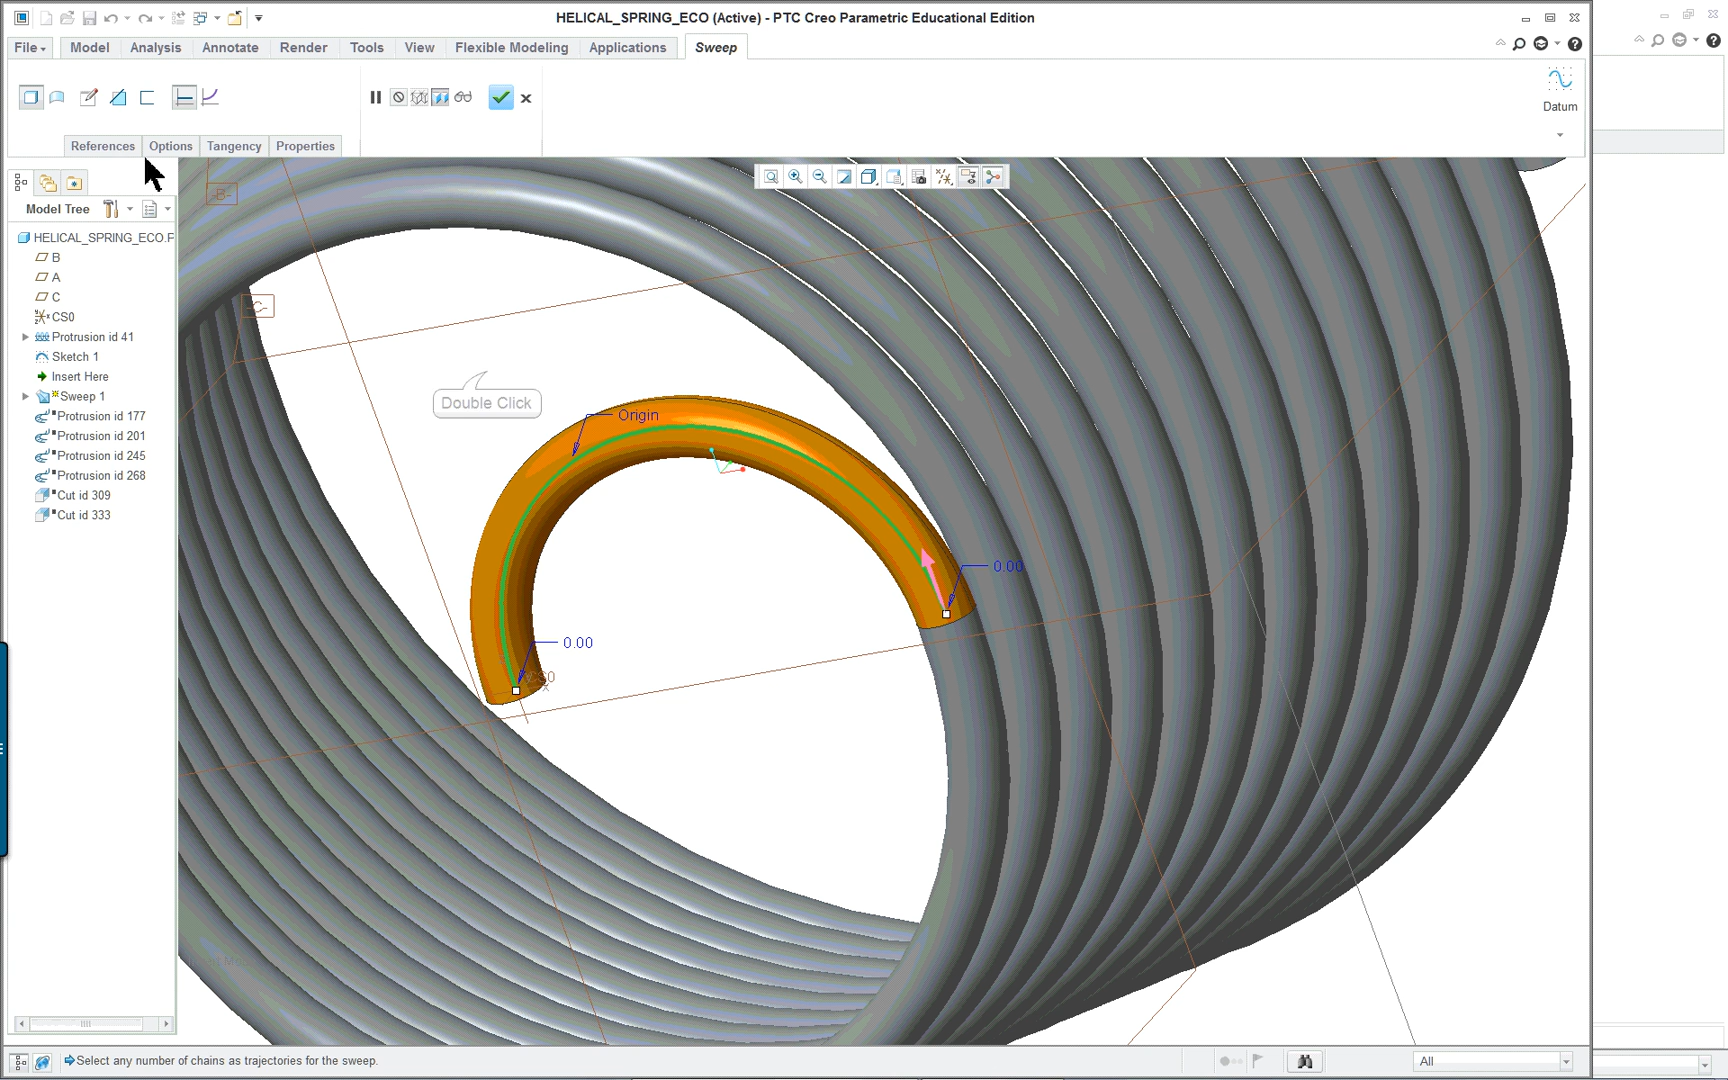 HELICAL_SPRING_ECO (Active) - PTC Creo Parametric Educational Edition
File Model Analysis Annotate Render Tools View Flexible Modeling Applications Sweep
Datum
References Options Tangency Properties
Model Tree
HELICAL_SPRING_ECO.P
B
A
C
CS0
Protrusion id 41
Sketch 1
Insert Here
Sweep 1
Protrusion id 177
Protrusion id 201
Protrusion id 245
Protrusion id 268
Cut id 309
Cut id 333
-B-
-C-
Double Click
Origin
0.00
0.00
Select any number of chains as trajectories for the sweep.
All